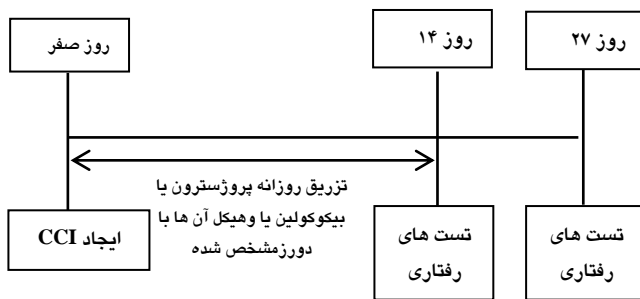 روز صفر
روز ۱۴
روز ۲۷
تزریق روزانه پروژسترون یا
بیکوکولین یا وهیکل آن ها با
دورزمشخص شده
ایجاد CCI
تست های
رفتاری
تست های
رفتاری